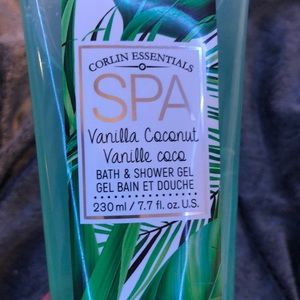 CORLIN ESSENTIALS
SPA
Vanilla Coconut
Vanille coco
BATH & SHOWER GEL
GEL BAIN ET DOUCHE
230 ml / 7.7 fl. oz. U.S.